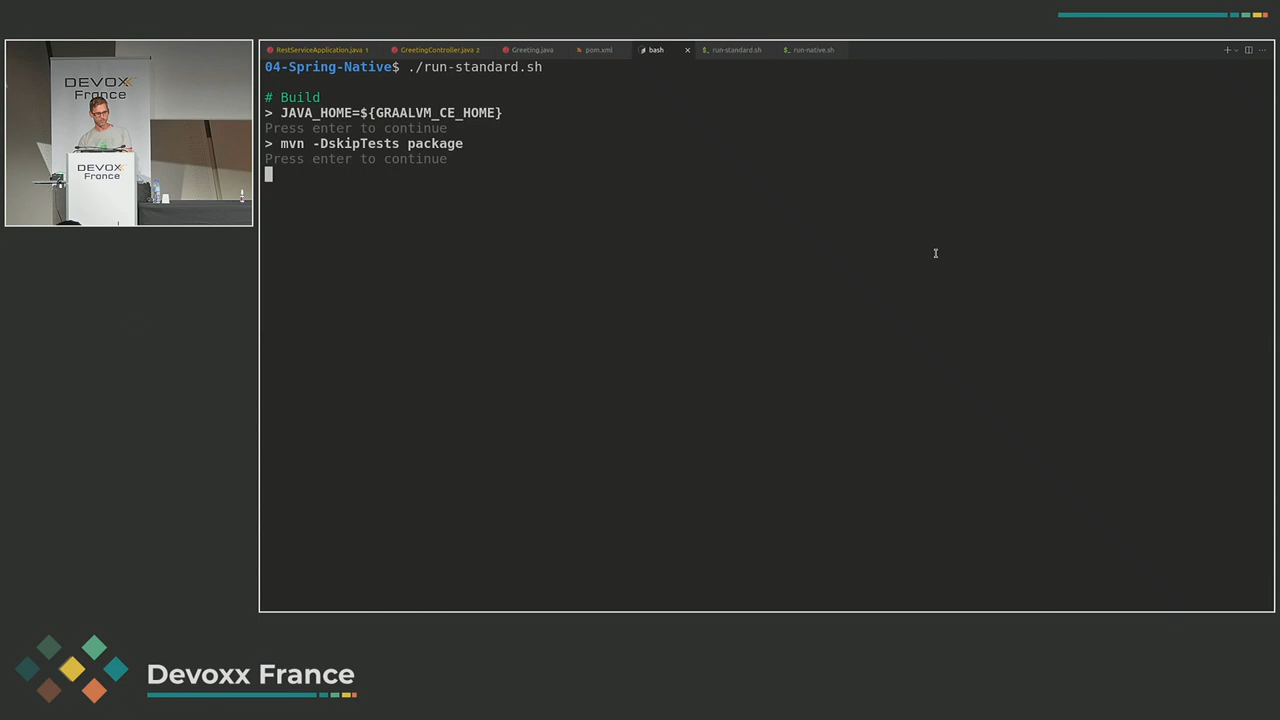 DEVOXX
France
DEVOXX
France
RestServiceApplication.java 1
GreetingController.java 2
Greeting.java
pom.xml
bash
run-standard.sh
run-native.sh
04-Spring-Native$ ./run-standard.sh
# Build
> JAVA_HOME=${GRAALVM_CE_HOME}
Press enter to continue
> mvn -DskipTests package
Press enter to continue
Devoxx France